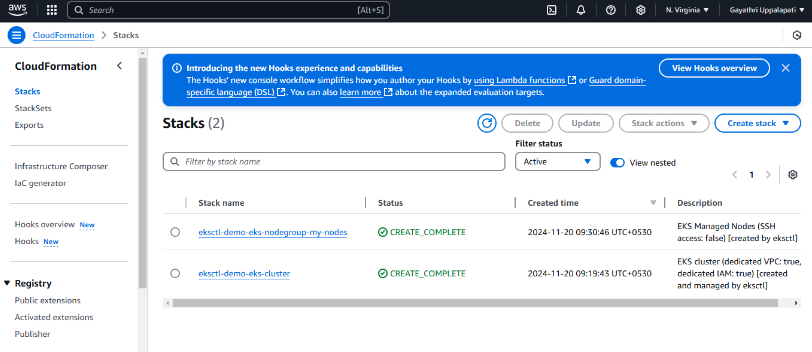 aws
Search [Alt+S] N. Virginia Gayathri Uppalapati
CloudFormation Stacks
CloudFormation
Stacks
StackSets
Exports
Infrastructure Composer
IaC generator
Hooks overview New
Hooks New
Registry
Public extensions
Activated extensions
Publisher
Introducing the new Hooks experience and capabilities
The Hooks' new console workflow simplifies how you author your Hooks by using Lambda functions or Guard domain-
specific language (DSL). You can also learn more about the expanded evaluation targets.
View Hooks overview
Stacks (2)
Delete Update Stack actions Create stack
Filter status
Filter by stack name Active View nested
1
Stack name Status Created time Description
eksctl-demo-eks-nodegroup-my-nodes CREATE_COMPLETE 2024-11-20 09:30:46 UTC+0530 EKS Managed Nodes (SSH
access: false) [created by eksctl]
eksctl-demo-eks-cluster CREATE_COMPLETE 2024-11-20 09:19:43 UTC+0530 EKS cluster (dedicated VPC: true,
dedicated IAM: true) [created
and managed by eksctl]